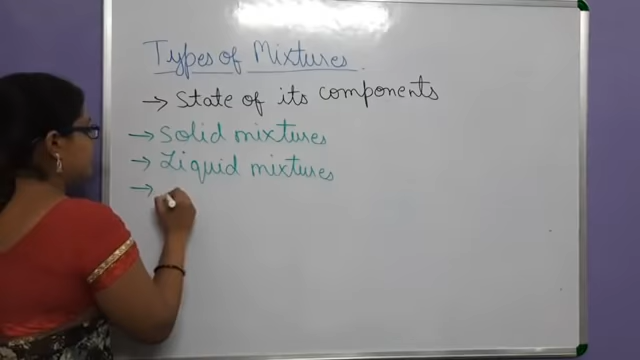 Types of Mixtures.
→ State of its components
→ Solid mixtures
→ Liquid mixtures
→